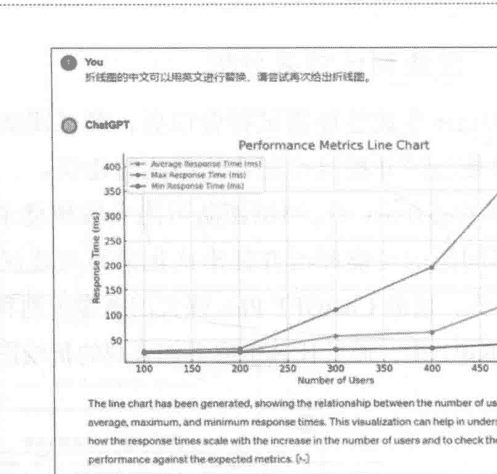 You
折线图的中文可以用英文进行替换，请尝试再次给出折线图。
ChatGPT
Performance Metrics Line Chart
Average Response Time (ms)
Max Response Time (ms)
Min Response Time (ms)
400
350
300
250
200
150
100
50
Response Time (ms)
100 150 200 250 300 350 400 450
Number of Users
The line chart has been generated, showing the relationship between the number of us
average, maximum, and minimum response times. This visualization can help in unders
how the response times scale with the increase in the number of users and to check the
performance against the expected metrics. [>-]